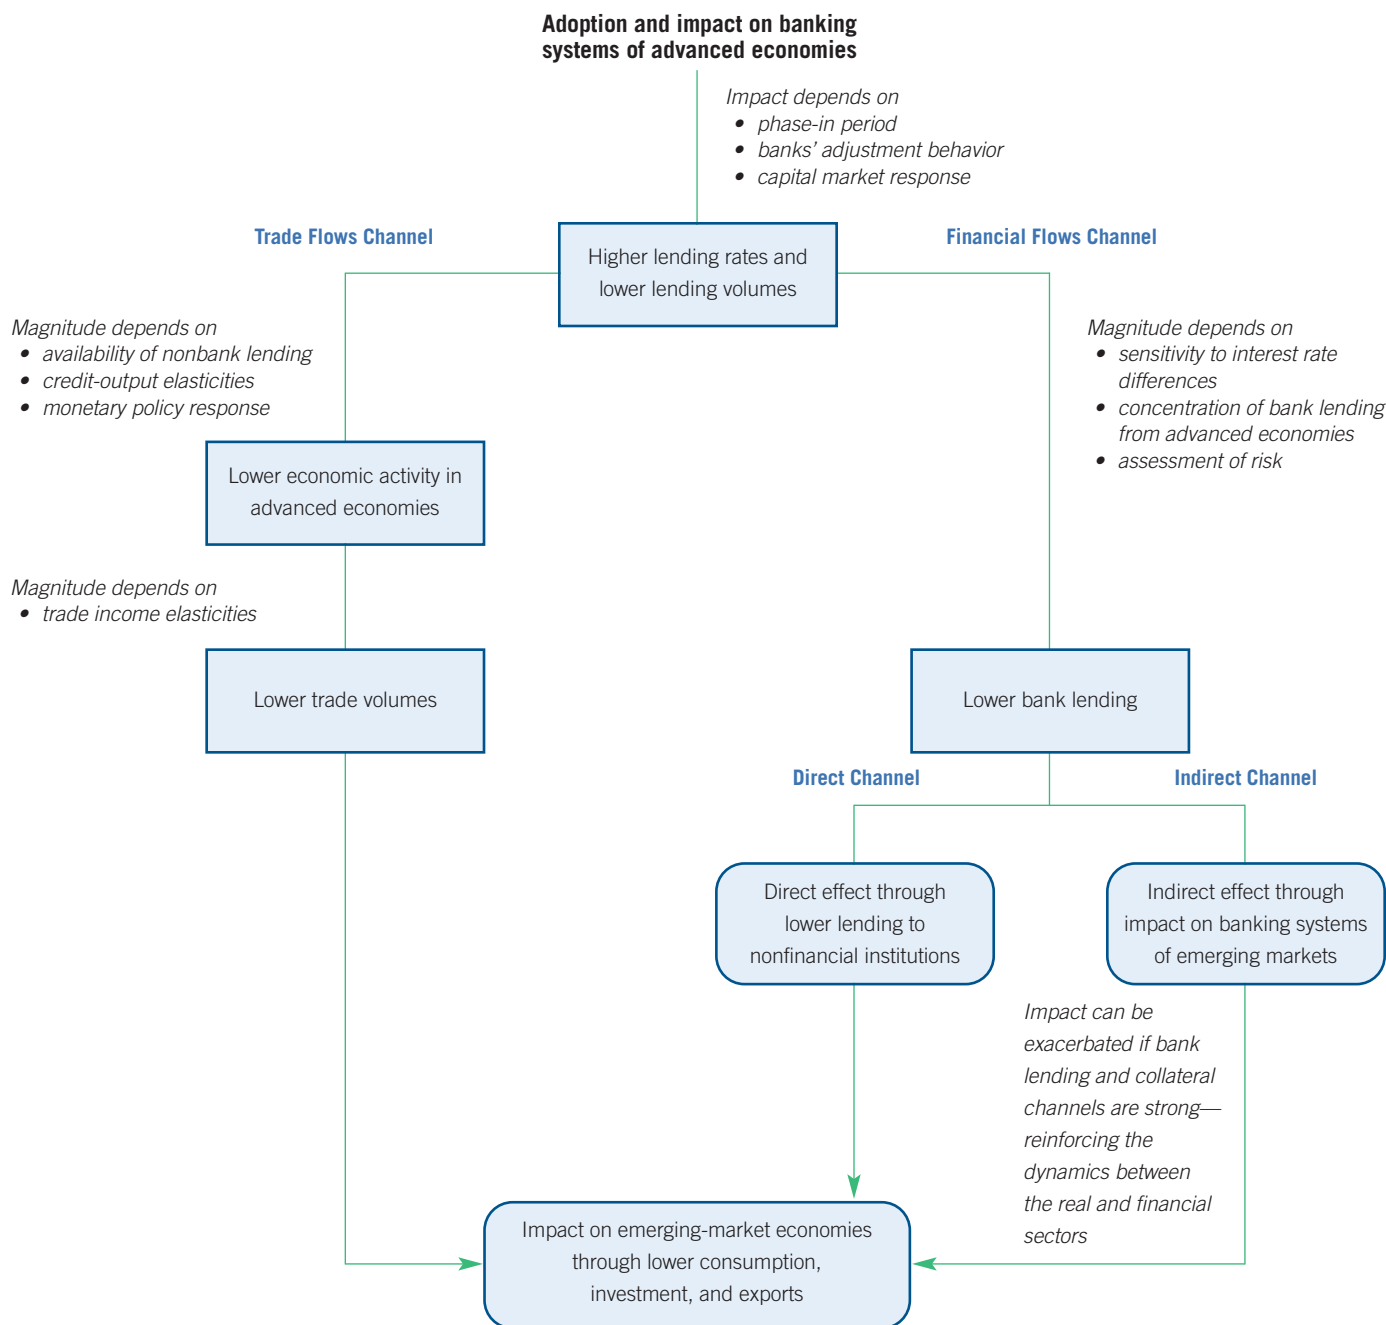 Adoption and impact on banking
systems of advanced economies
Impact depends on
• phase-in period
• banks' adjustment behavior
• capital market response
Trade Flows Channel
Financial Flows Channel
Higher lending rates and
lower lending volumes
Magnitude depends on
• availability of nonbank lending
• credit-output elasticities
• monetary policy response
Magnitude depends on
• sensitivity to interest rate
differences
• concentration of bank lending
from advanced economies
• assessment of risk
Lower economic activity in
advanced economies
Magnitude depends on
• trade income elasticities
Lower trade volumes
Lower bank lending
Direct Channel
Indirect Channel
Direct effect through
lower lending to
nonfinancial institutions
Indirect effect through
impact on banking systems
of emerging markets
Impact can be
exacerbated if bank
lending and collateral
channels are strong—
reinforcing the
dynamics between
the real and financial
sectors
Impact on emerging-market economies
through lower consumption,
investment, and exports